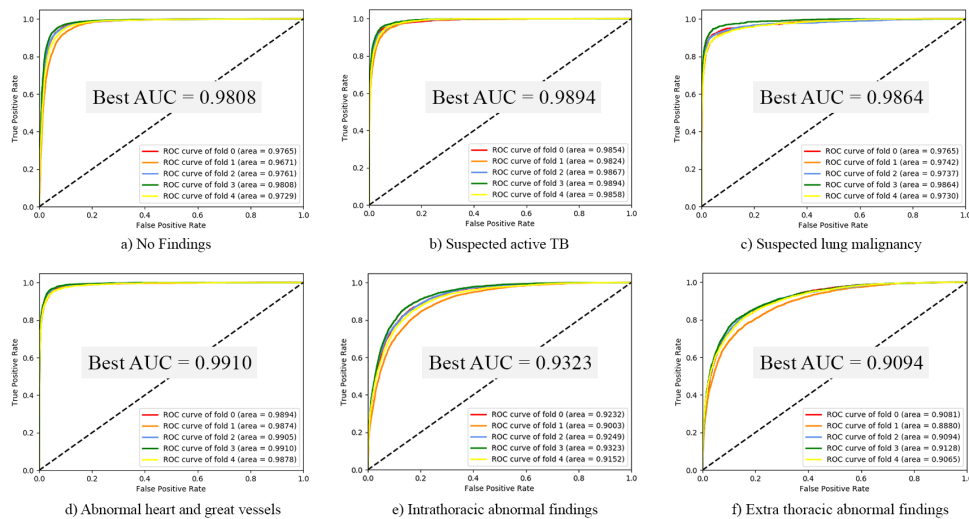 1.0
0.8
0.6
0.4
0.2
0.0
True Positive Rate
Best AUC = 0.9808
ROC curve of fold 0 (area = 0.9765)
ROC curve of fold 1 (area = 0.9671)
ROC curve of fold 2 (area = 0.9761)
ROC curve of fold 3 (area = 0.9808)
ROC curve of fold 4 (area = 0.9729)
0.0 0.2 0.4 0.6 0.8 1.0
False Positive Rate
a) No Findings
1.0
0.8
0.6
0.4
0.2
0.0
True Positive Rate
Best AUC = 0.9894
ROC curve of fold 0 (area = 0.9854)
ROC curve of fold 1 (area = 0.9824)
ROC curve of fold 2 (area = 0.9867)
ROC curve of fold 3 (area = 0.9894)
ROC curve of fold 4 (area = 0.9858)
0.0 0.2 0.4 0.6 0.8 1.0
False Positive Rate
b) Suspected active TB
1.0
0.8
0.6
0.4
0.2
0.0
True Positive Rate
Best AUC = 0.9864
ROC curve of fold 0 (area = 0.9765)
ROC curve of fold 1 (area = 0.9742)
ROC curve of fold 2 (area = 0.9737)
ROC curve of fold 3 (area = 0.9864)
ROC curve of fold 4 (area = 0.9730)
0.0 0.2 0.4 0.6 0.8 1.0
False Positive Rate
c) Suspected lung malignancy
1.0
0.8
0.6
0.4
0.2
0.0
True Positive Rate
Best AUC = 0.9910
ROC curve of fold 0 (area = 0.9894)
ROC curve of fold 1 (area = 0.9874)
ROC curve of fold 2 (area = 0.9905)
ROC curve of fold 3 (area = 0.9910)
ROC curve of fold 4 (area = 0.9878)
0.0 0.2 0.4 0.6 0.8 1.0
False Positive Rate
d) Abnormal heart and great vessels
1.0
0.8
0.6
0.4
0.2
0.0
True Positive Rate
Best AUC = 0.9323
ROC curve of fold 0 (area = 0.9232)
ROC curve of fold 1 (area = 0.9003)
ROC curve of fold 2 (area = 0.9249)
ROC curve of fold 3 (area = 0.9323)
ROC curve of fold 4 (area = 0.9152)
0.0 0.2 0.4 0.6 0.8 1.0
False Positive Rate
e) Intrathoracic abnormal findings
1.0
0.8
0.6
0.4
0.2
0.0
True Positive Rate
Best AUC = 0.9094
ROC curve of fold 0 (area = 0.9081)
ROC curve of fold 1 (area = 0.8880)
ROC curve of fold 2 (area = 0.9094)
ROC curve of fold 3 (area = 0.9128)
ROC curve of fold 4 (area = 0.9065)
0.0 0.2 0.4 0.6 0.8 1.0
False Positive Rate
f) Extra thoracic abnormal findings